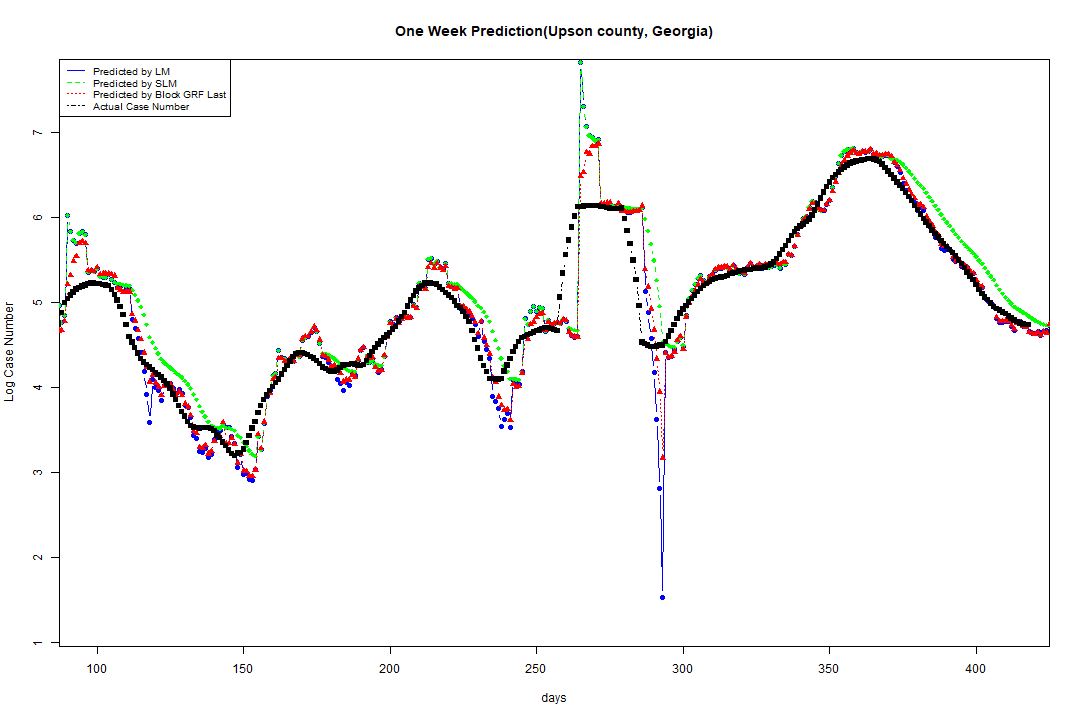 One Week Prediction(Upson county, Georgia)
Predicted by LM
Predicted by SLM
Predicted by Block GRF Last
Actual Case Number
7
6
5
4
3
2
1
Log Case Number
100 150 200 250 300 350 400
days